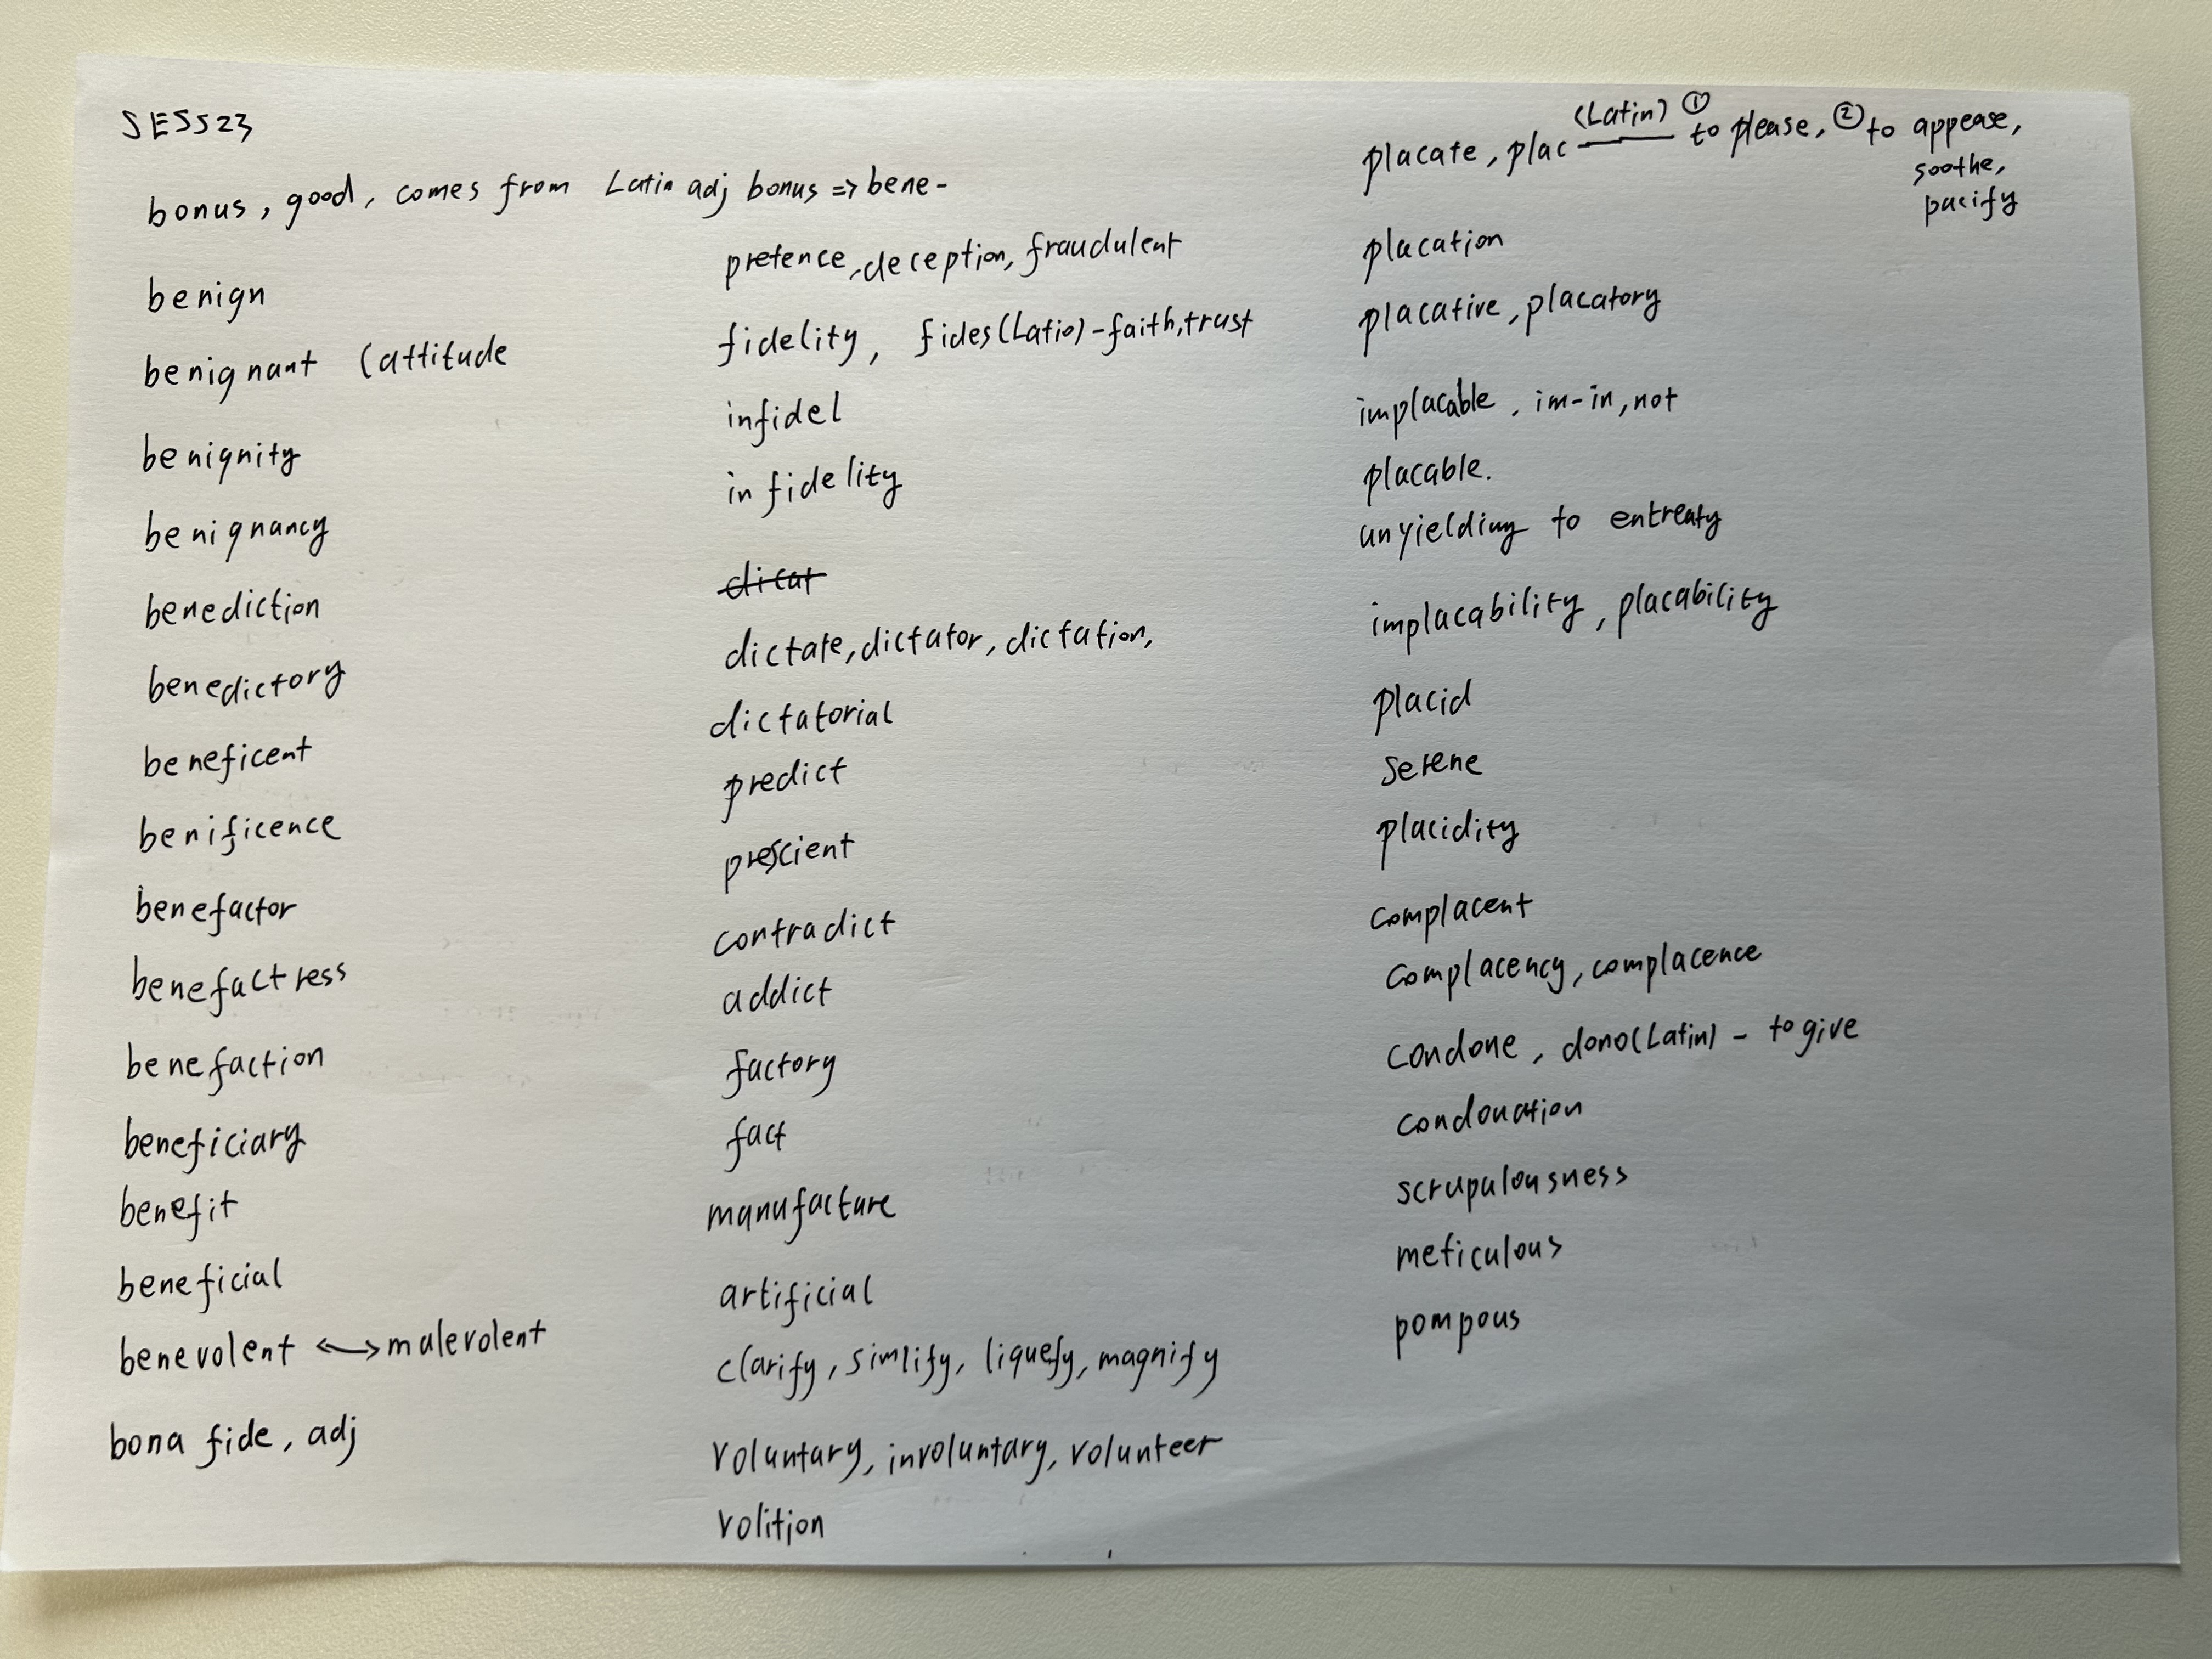 SESS23
bonus, good, comes from Latin adj bonus => bene-
benign
benignant (attitude
benignity
benignancy
benediction
benedictory
beneficent
benificence
benefactor
benefactress
benefaction
beneficiary
benefit
beneficial
benevolent <-> malevolent
bona fide, adj
pretence, deception, fraudulent
fidelity, fides(Latin)-faith, trust
infidel
infidelity
dictate, dictator, dictation,
dictatorial
predict
prescient
contradict
addict
factory
fact
manufacture
artificial
clarify, simlify, liquefy, magnify
voluntary, involuntary, volunteer
volition
placate, plac (Latin) — ① to please, ② to appease,
soothe,
pacify
placation
placative, placatory
implacable, im-in, not
placable.
unyielding to entreaty
implacability, placability
placid
serene
placidity
complacent
complacency, complacence
condone, dono(Latin) - to give
condonation
scrupulousness
meticulous
pompous